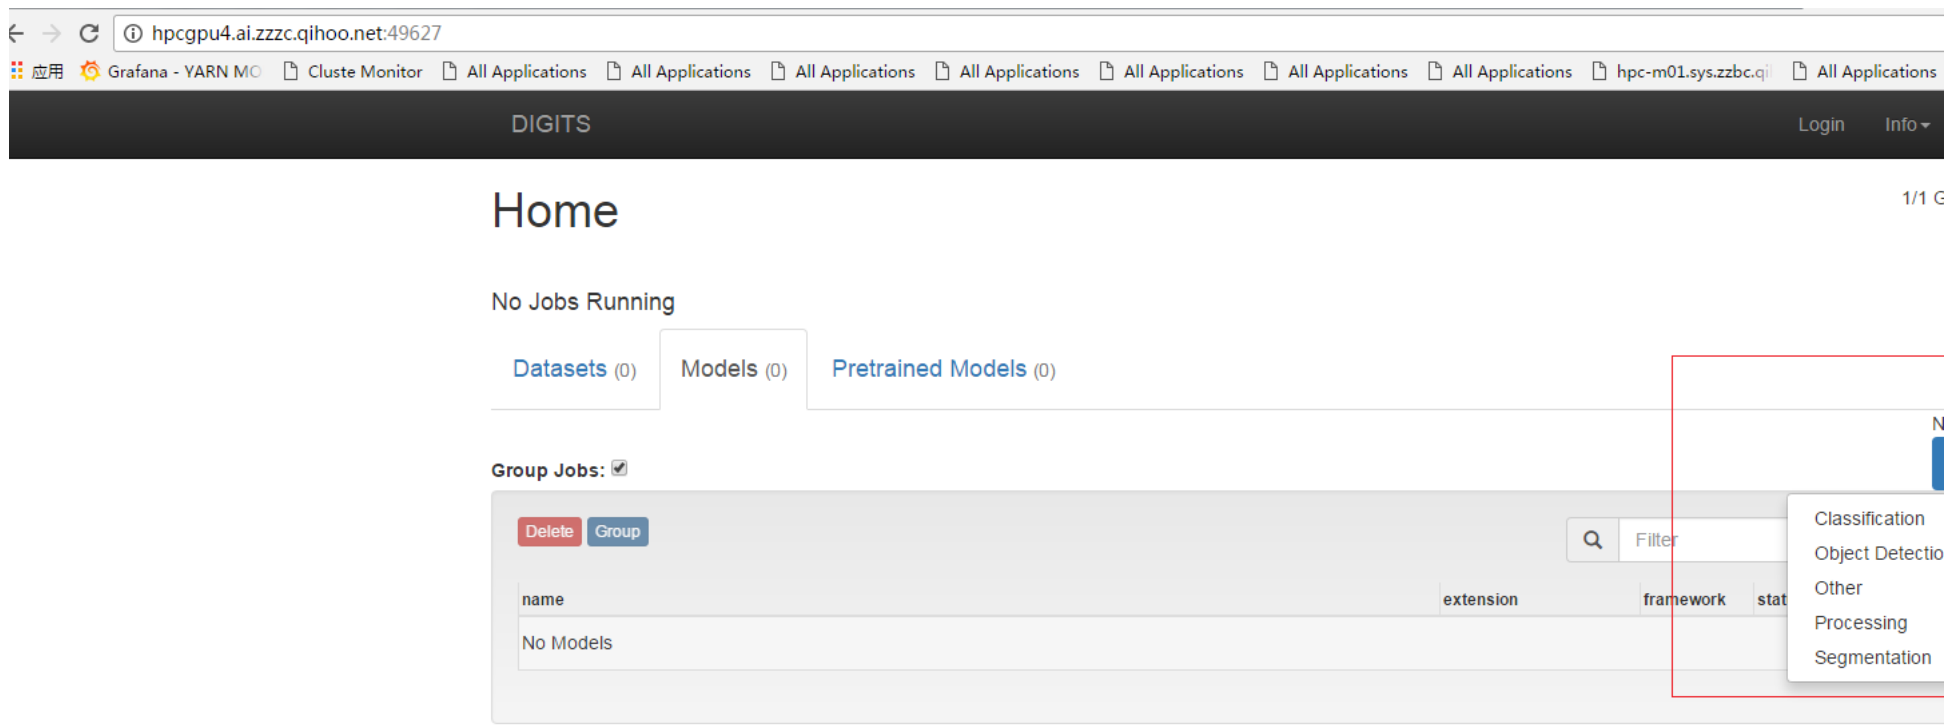 hpcgpu4.ai.zzzc.qihoo.net:49627
应用 Grafana - YARN MO Cluste Monitor All Applications All Applications All Applications All Applications All Applications All Applications All Applications hpc-m01.sys.zzbc.qi All Applications
DIGITS Login Info
Home
1/1 G
No Jobs Running
Datasets (0) Models (0) Pretrained Models (0)
N
Group Jobs:
Delete Group Filter
Classification
Object Detectio
Other
Processing
Segmentation
name extension framework stat
No Models